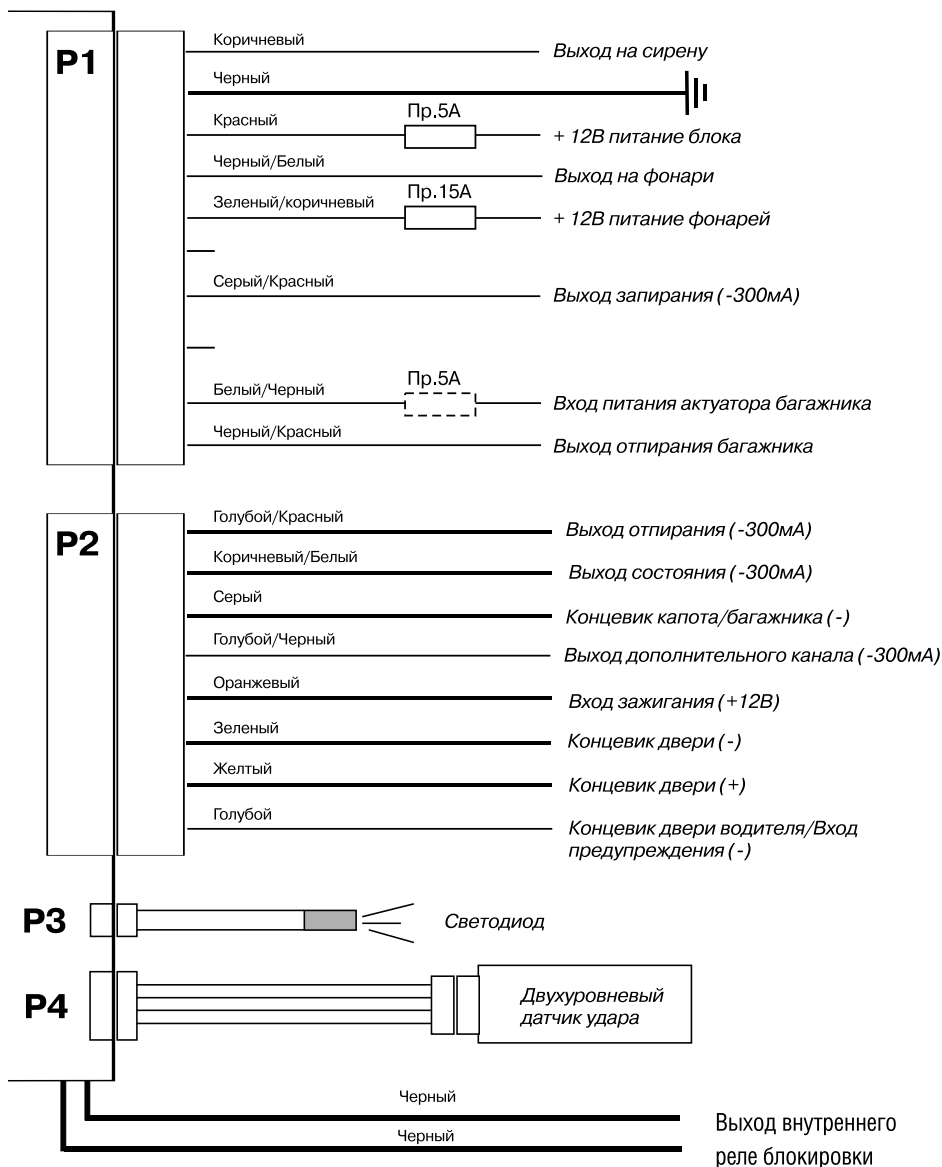 P1
Коричневый
Выход на сирену
Черный
Красный
Пр.5А
+ 12В питание блока
Черный/Белый
Выход на фонари
Зеленый/коричневый
Пр.15А
+ 12В питание фонарей
Серый/Красный
Выход запирания (-300мА)
Белый/Черный
Пр.5А
Вход питания актуатора багажника
Черный/Красный
Выход отпирания багажника
P2
Голубой/Красный
Выход отпирания (-300мА)
Коричневый/Белый
Выход состояния (-300мА)
Серый
Концевик капота/багажника (-)
Голубой/Черный
Выход дополнительного канала (-300мА)
Оранжевый
Вход зажигания (+12В)
Зеленый
Концевик двери (-)
Желтый
Концевик двери (+)
Голубой
Концевик двери водителя/Вход
предупреждения (-)
P3
Светодиод
P4
Двухуровневый
датчик удара
Черный
Черный
Выход внутреннего
реле блокировки